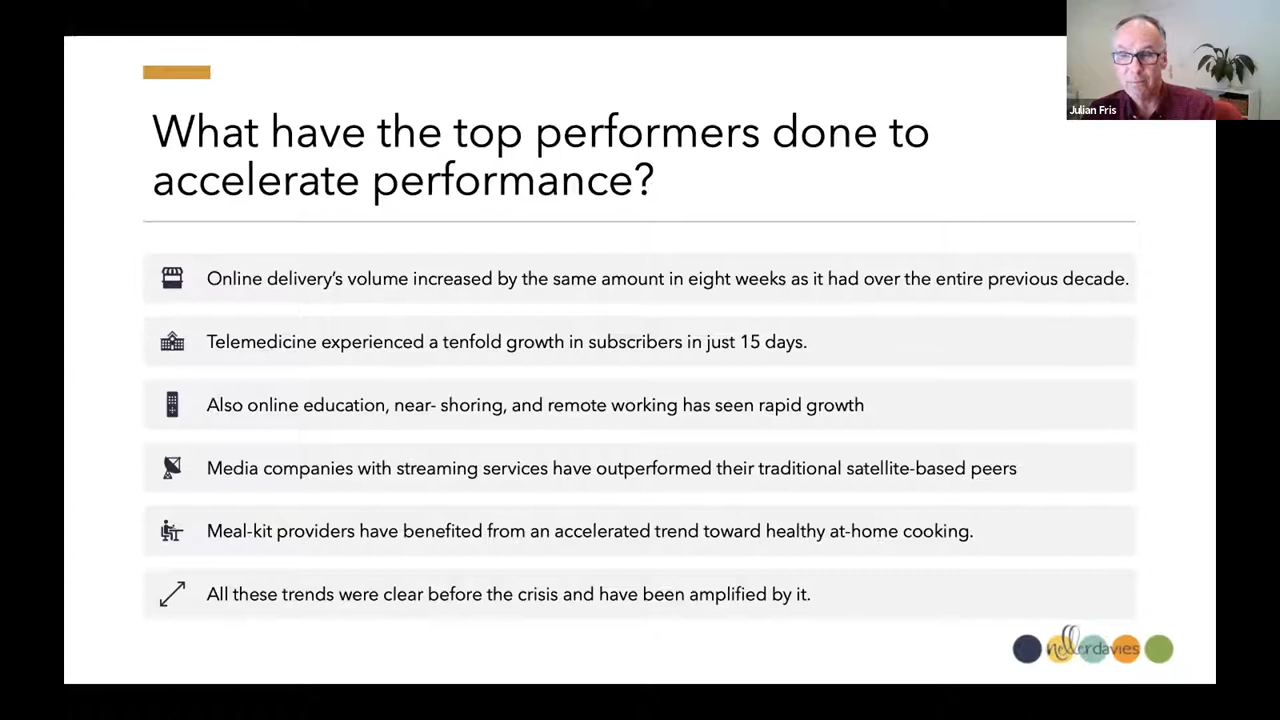 Julian Fris
What have the top performers done to
accelerate performance?
Online delivery’s volume increased by the same amount in eight weeks as it had over the entire previous decade.
Telemedicine experienced a tenfold growth in subscribers in just 15 days.
Also online education, near- shoring, and remote working has seen rapid growth
Media companies with streaming services have outperformed their traditional satellite-based peers
Meal-kit providers have benefited from an accelerated trend toward healthy at-home cooking.
All these trends were clear before the crisis and have been amplified by it.
nellerdavies